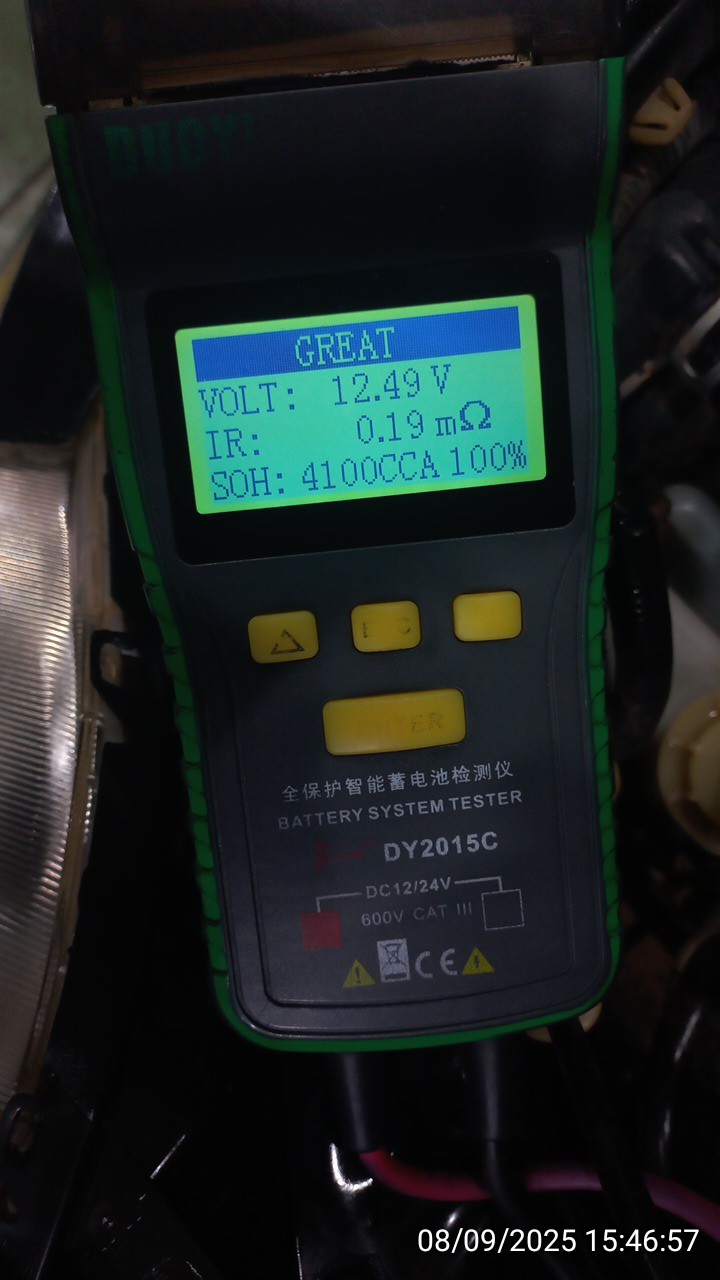 DUOYI
GREAT
VOLT: 12.49 V
IR: 0.19 mΩ
SOH: 4100CCA 100%
ENTER
全保护智能蓄电池检测仪
BATTERY SYSTEM TESTER
DY2015C
DC12/24V
600V CAT III
CE
08/09/2025 15:46:57